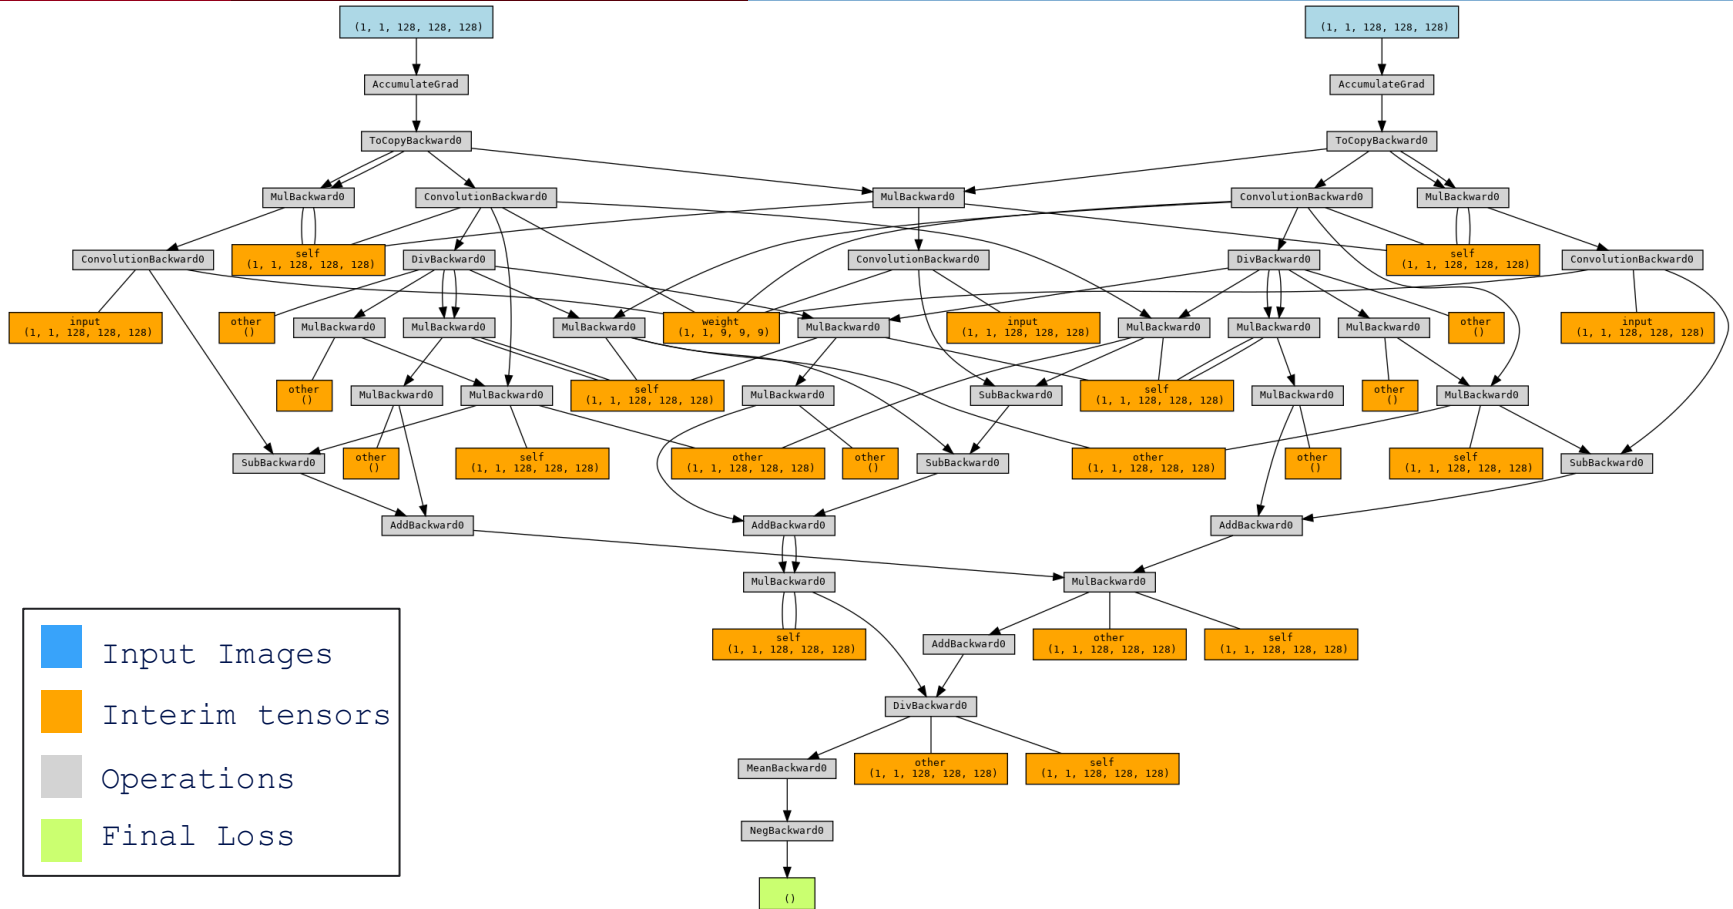 (1, 1, 128, 128, 128)
(1, 1, 128, 128, 128)
AccumulateGrad
AccumulateGrad
ToCopyBackward0
ToCopyBackward0
MulBackward0
ConvolutionBackward0
MulBackward0
ConvolutionBackward0
MulBackward0
ConvolutionBackward0
self
(1, 1, 128, 128, 128)
DivBackward0
ConvolutionBackward0
DivBackward0
self
(1, 1, 128, 128, 128)
ConvolutionBackward0
input
(1, 1, 128, 128, 128)
other
()
MulBackward0
MulBackward0
MulBackward0
weight
(1, 1, 9, 9, 9)
MulBackward0
input
(1, 1, 128, 128, 128)
MulBackward0
MulBackward0
MulBackward0
other
()
input
(1, 1, 128, 128, 128)
other
()
MulBackward0
MulBackward0
self
(1, 1, 128, 128, 128)
MulBackward0
SubBackward0
self
(1, 1, 128, 128, 128)
MulBackward0
other
()
MulBackward0
SubBackward0
other
()
self
(1, 1, 128, 128, 128)
other
(1, 1, 128, 128, 128)
other
()
SubBackward0
other
(1, 1, 128, 128, 128)
other
()
self
(1, 1, 128, 128, 128)
SubBackward0
AddBackward0
AddBackward0
AddBackward0
MulBackward0
MulBackward0
self
(1, 1, 128, 128, 128)
AddBackward0
other
(1, 1, 128, 128, 128)
self
(1, 1, 128, 128, 128)
DivBackward0
MeanBackward0
other
(1, 1, 128, 128, 128)
self
(1, 1, 128, 128, 128)
NegBackward0
()
Input Images
Interim tensors
Operations
Final Loss